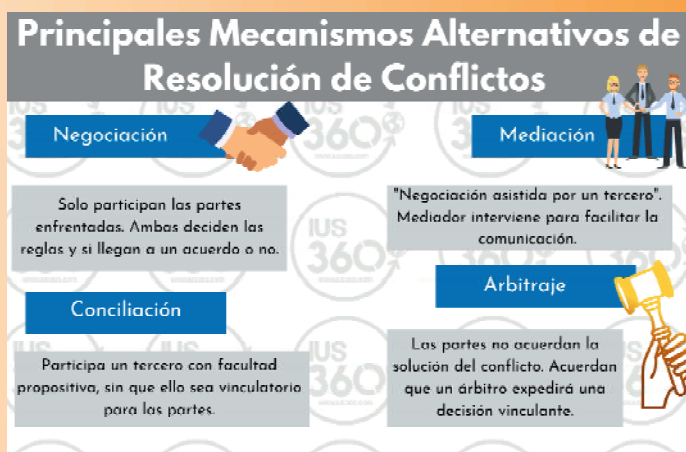 Principales Mecanismos Alternativos de
Resolución de Conflictos
Negociación
Solo participan las partes
enfrentadas. Ambas deciden las
reglas y si llegan a un acuerdo o no.
Mediación
"Negociación asistida por un tercero".
Mediador interviene para facilitar la
comunicación.
Conciliación
Participa un tercero con facultad
propositiva, sin que ello sea vinculatorio
para las partes.
Arbitraje
Las partes no acuerdan la
solución del conflicto. Acuerdan
que un árbitro expedirá una
decisión vinculante.
IUS
360